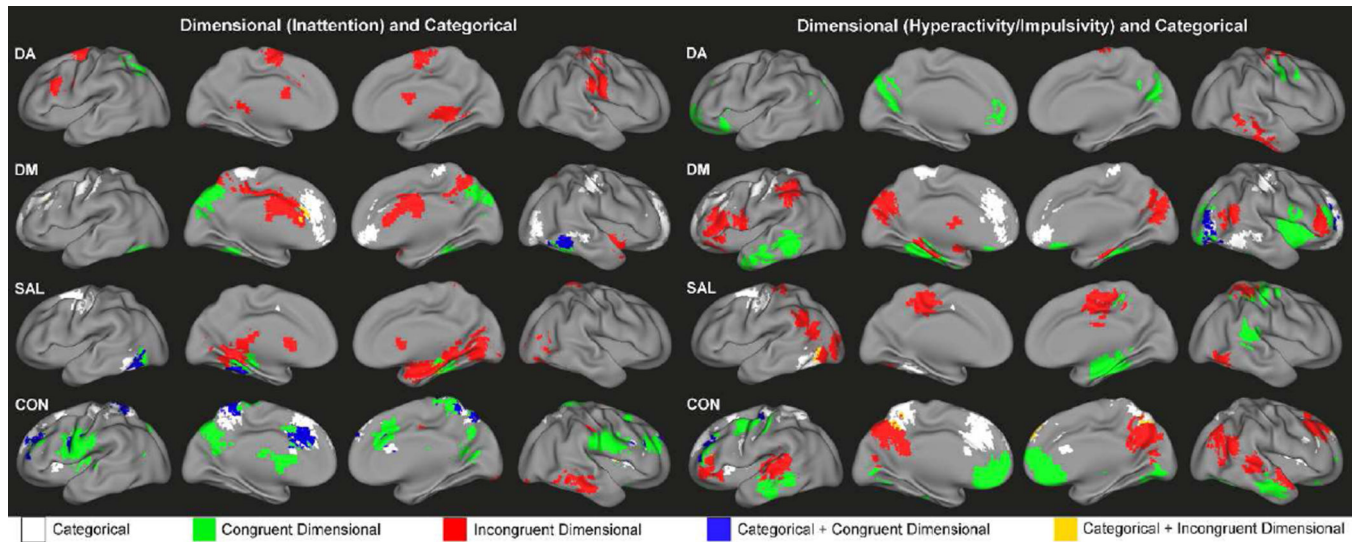 Dimensional (Inattention) and Categorical
Dimensional (Hyperactivity/Impulsivity) and Categorical
DA
DA
DM
DM
SAL
SAL
CON
CON
Categorical
Congruent Dimensional
Incongruent Dimensional
Categorical + Congruent Dimensional
Categorical + Incongruent Dimensional